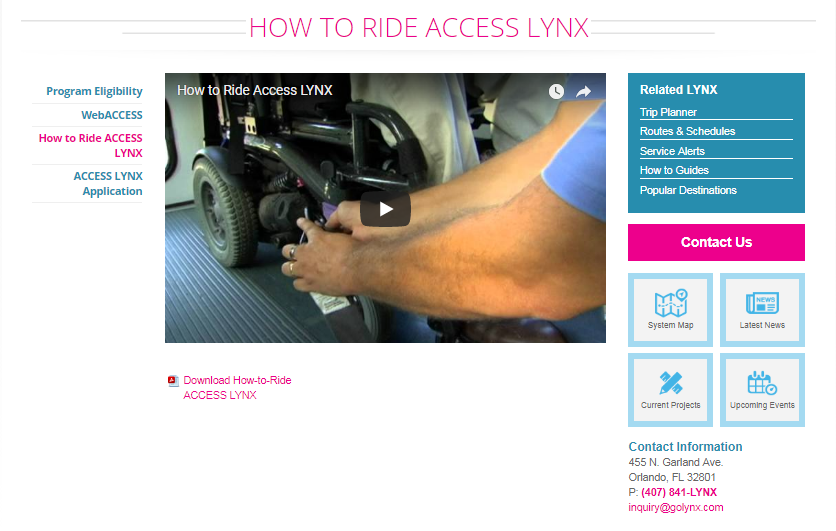 HOW TO RIDE ACCESS LYNX
Program Eligibility
WebACCESS
How to Ride ACCESS
LYNX
ACCESS LYNX
Application
How to Ride Access LYNX
Download How-to-Ride
ACCESS LYNX
Related LYNX
Trip Planner
Routes & Schedules
Service Alerts
How to Guides
Popular Destinations
Contact Us
System Map
NEWS
Latest News
Current Projects
Upcoming Events
Contact Information
455 N. Garland Ave.
Orlando, FL 32801
P: (407) 841-LYNX
inquiry@golynx.com